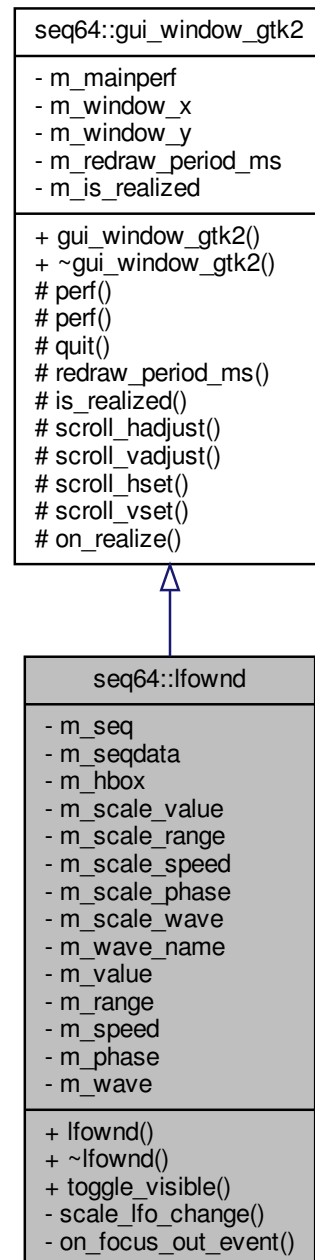 seq64::gui_window_gtk2
- m_mainperf
- m_window_x
- m_window_y
- m_redraw_period_ms
- m_is_realized
+ gui_window_gtk2()
+ ~gui_window_gtk2()
# perf()
# perf()
# quit()
# redraw_period_ms()
# is_realized()
# scroll_hadjust()
# scroll_vadjust()
# scroll_hset()
# scroll_vset()
# on_realize()
seq64::lfownd
- m_seq
- m_seqdata
- m_hbox
- m_scale_value
- m_scale_range
- m_scale_speed
- m_scale_phase
- m_scale_wave
- m_wave_name
- m_value
- m_range
- m_speed
- m_phase
- m_wave
+ lfownd()
+ ~lfownd()
+ toggle_visible()
- scale_lfo_change()
- on_focus_out_event()